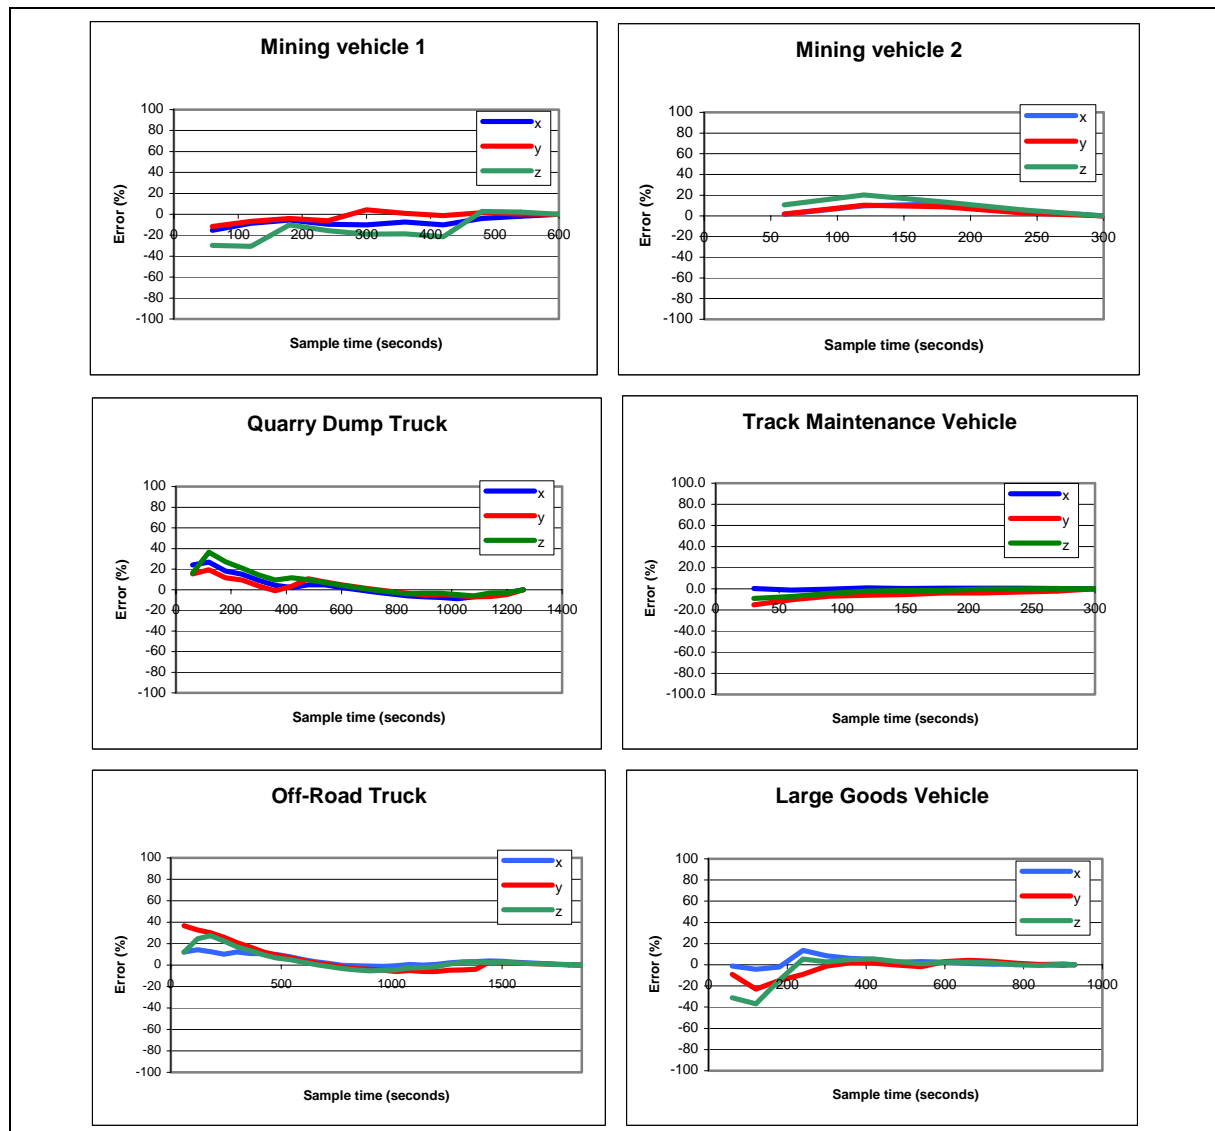 Mining vehicle 1
100
80
60
40
20
0
-20
-40
-60
-80
-100
0 100 200 300 400 500 600
Error (%)
Sample time (seconds)
x
y
z
Mining vehicle 2
100
80
60
40
20
0
-20
-40
-60
-80
-100
0 50 100 150 200 250 300
Error (%)
Sample time (seconds)
x
y
z
Quarry Dump Truck
100
80
60
40
20
0
-20
-40
-60
-80
-100
0 200 400 600 800 1000 1200 1400
Error (%)
Sample time (seconds)
x
y
z
Track Maintenance Vehicle
100.0
80.0
60.0
40.0
20.0
0.0
-20.0
-40.0
-60.0
-80.0
-100.0
0 50 100 150 200 250 300
Error (%)
Sample time (seconds)
x
y
z
Off-Road Truck
100
80
60
40
20
0
-20
-40
-60
-80
-100
0 500 1000 1500
Error (%)
Sample time (seconds)
x
y
z
Large Goods Vehicle
100
80
60
40
20
0
-20
-40
-60
-80
-100
0 200 400 600 800 1000
Error (%)
Sample time (seconds)
x
y
z